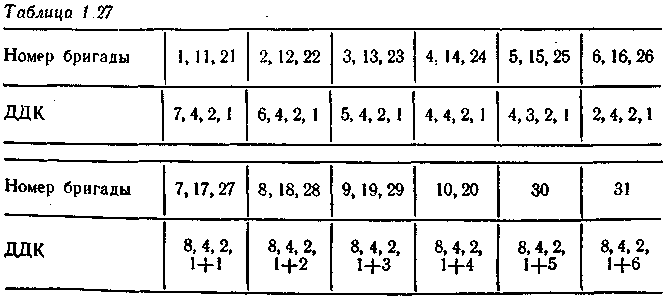 Таблица 1.27
Номер бригады 1, 11, 21 2, 12, 22 3, 13, 23 4, 14, 24 5, 15, 25 6, 16, 26
ДДК 7, 4, 2, 1 6, 4, 2, 1 5, 4, 2, 1 4, 4, 2, 1 4, 3, 2, 1 2, 4, 2, 1
Номер бригады 7, 17, 27 8, 18, 28 9, 19, 29 10, 20 30 31
ДДК 8, 4, 2, 8, 4, 2, 8, 4, 2, 8, 4, 2, 8, 4, 2, 8, 4, 2,
1+1 1+2 1+3 1+4 1+5 1+6